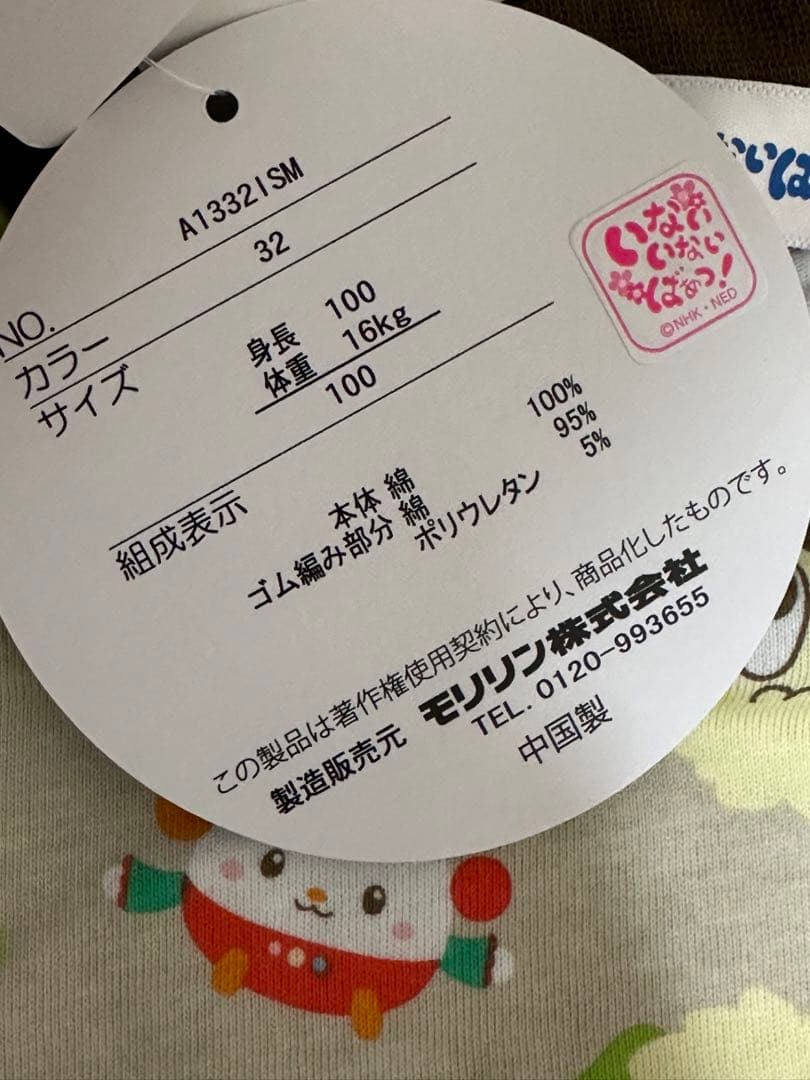 NO. A1332ISM
カラー 32
サイズ 身長 100
体重 16kg
100
組成表示 本体 綿 100%
ゴム編み部分 綿 95%
ポリウレタン 5%
この製品は著作権使用契約により、商品化したものです。
製造販売元 モリリン株式会社
TEL. 0120-993655
中国製
いないいない
ばあっ!
©NHK・NED
いないば